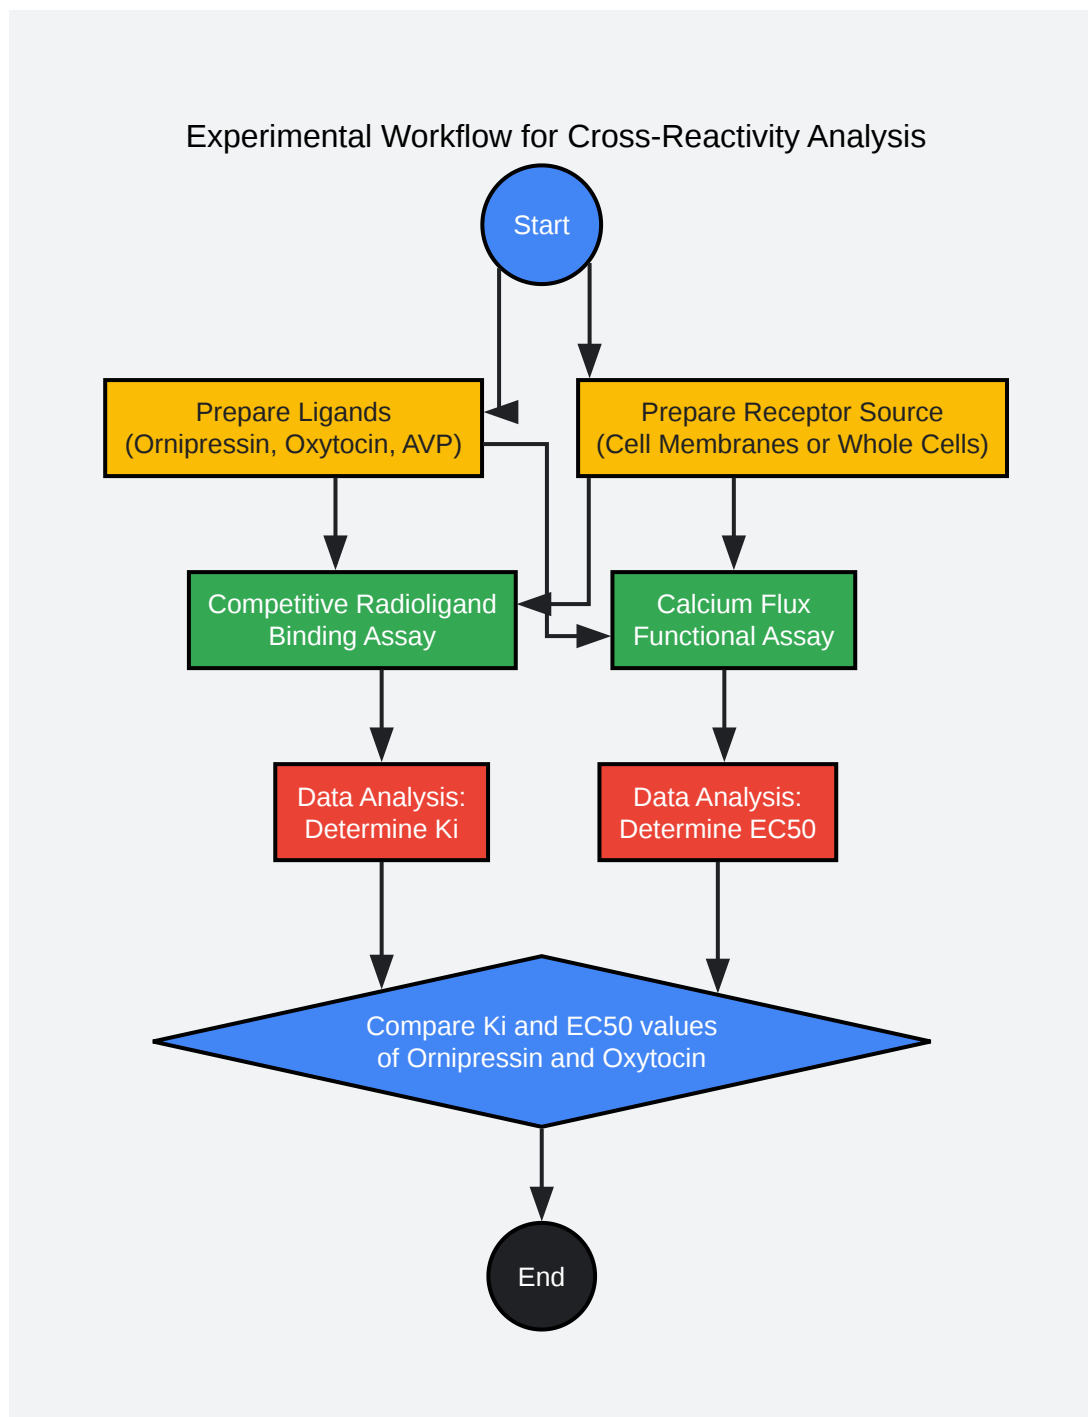 Experimental Workflow for Cross-Reactivity Analysis
Start
Prepare Ligands
(Ornipressin, Oxytocin, AVP)
Prepare Receptor Source
(Cell Membranes or Whole Cells)
Competitive Radioligand
Binding Assay
Calcium Flux
Functional Assay
Data Analysis:
Determine Ki
Data Analysis:
Determine EC50
Compare Ki and EC50 values
of Ornipressin and Oxytocin
End